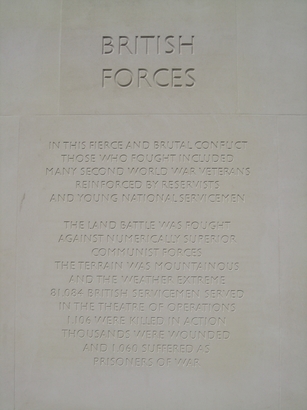 BRITISH
FORCES
IN THIS FIERCE AND BRUTAL CONFLICT
THOSE WHO FOUGHT INCLUDED
MANY SECOND WORLD WAR VETERANS
REINFORCED BY RESERVISTS
AND YOUNG NATIONAL SERVICEMEN
THE LAND BATTLE WAS FOUGHT
AGAINST NUMERICALLY SUPERIOR
COMMUNIST FORCES
THE TERRAIN WAS MOUNTAINOUS
AND THE WEATHER EXTREME
81,084 BRITISH SERVICEMEN SERVED
IN THE THEATRE OF OPERATIONS
1,106 WERE KILLED IN ACTION
THOUSANDS WERE WOUNDED
AND 1,060 SUFFERED AS
PRISONERS OF WAR